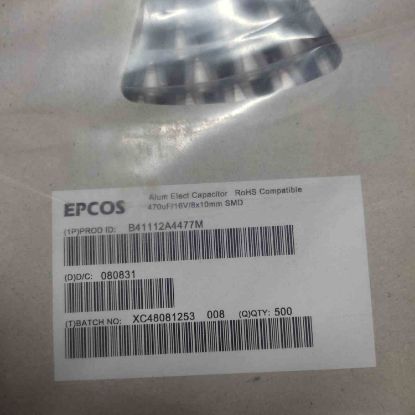 Alum Elect Capacitor RoHS Compatible
EPCOS 470uF/16V/8x10mm SMD
(1P)PROD ID: B41112A4477M
(D)D/C: 080831
(T)BATCH NO: XC48081253 008 (Q)QTY: 500